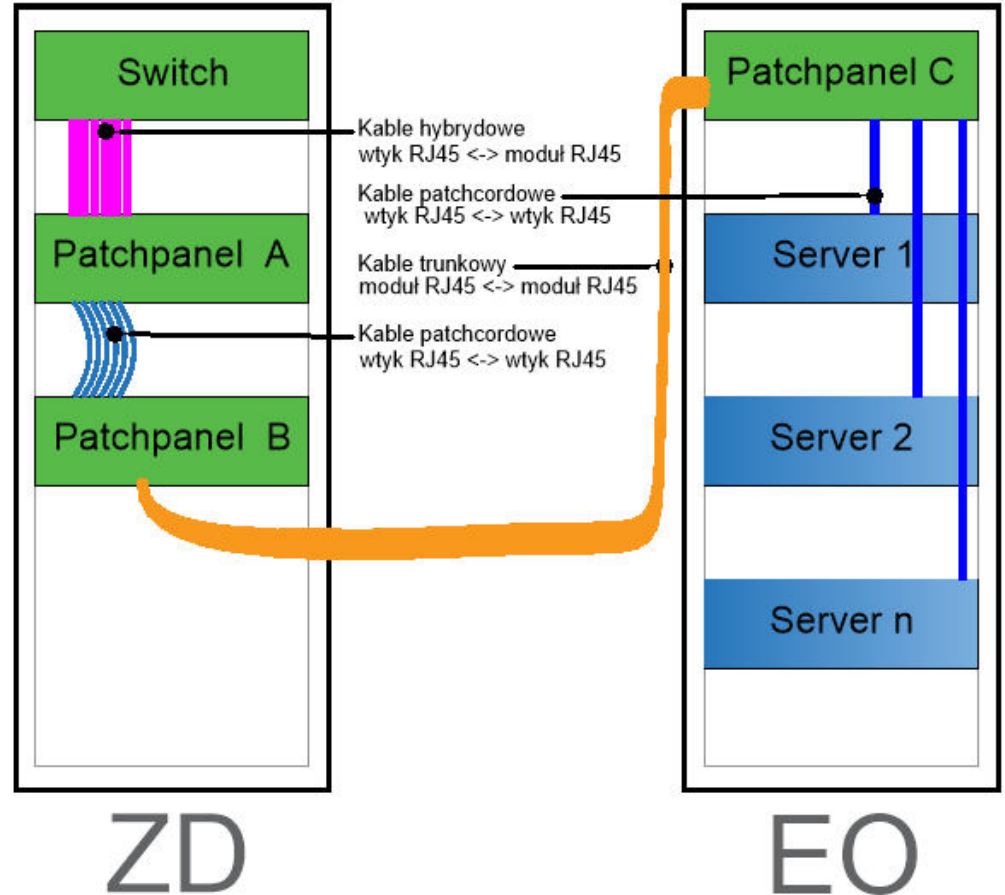 Switch
Patchpanel A
Patchpanel B
Kable hybrydowe
wtyk RJ45 <-> moduł RJ45
Kable patchcordowe
wtyk RJ45 <-> wtyk RJ45
Kable trunkowy
moduł RJ45 <-> moduł RJ45
Kable patchcordowe
wtyk RJ45 <-> wtyk RJ45
Patchpanel C
Server 1
Server 2
Server n
ZD
EO